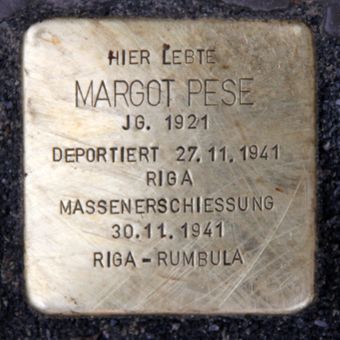 HIER LEBTE
MARGOT PESE
JG. 1921
DEPORTIERT 27.11.1941
RIGA
MASSENERSCHIESSUNG
30.11.1941
RIGA – RUMBULA